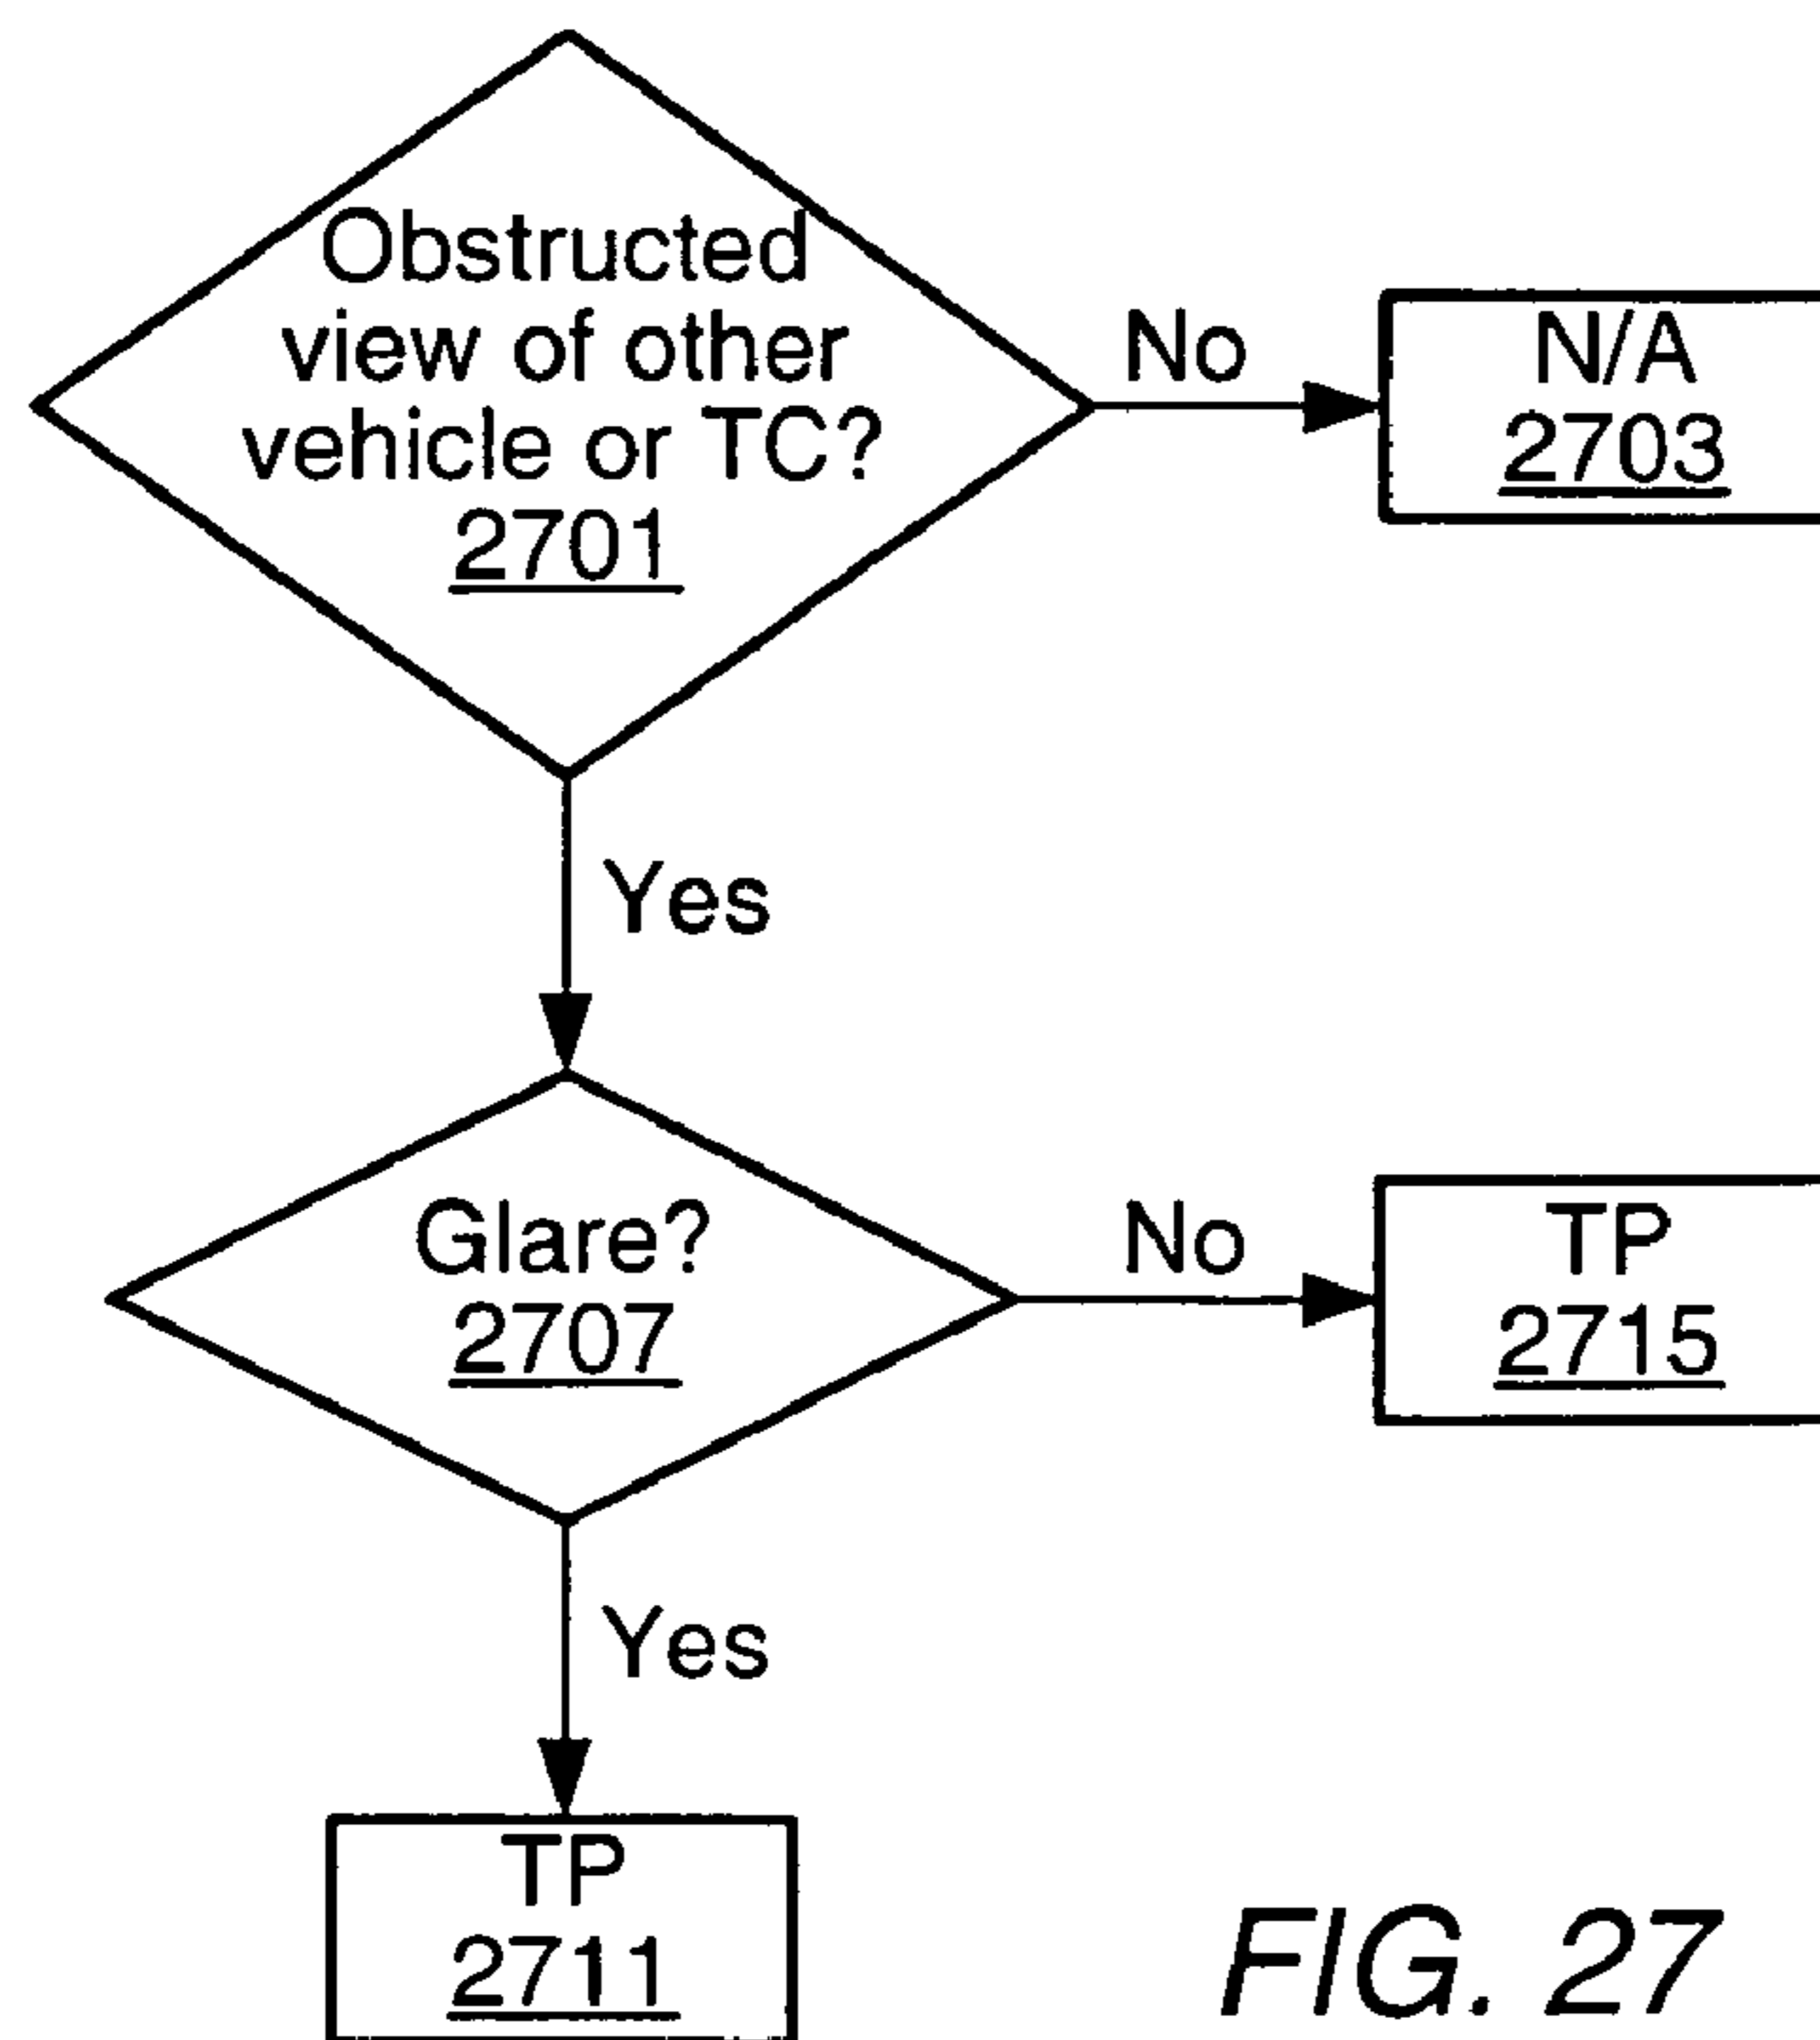 Obstructed
view of other
vehicle or TC?
2701
No
N/A
2703
Yes
Glare?
2707
No
TP
2715
Yes
TP
2711
FIG. 27